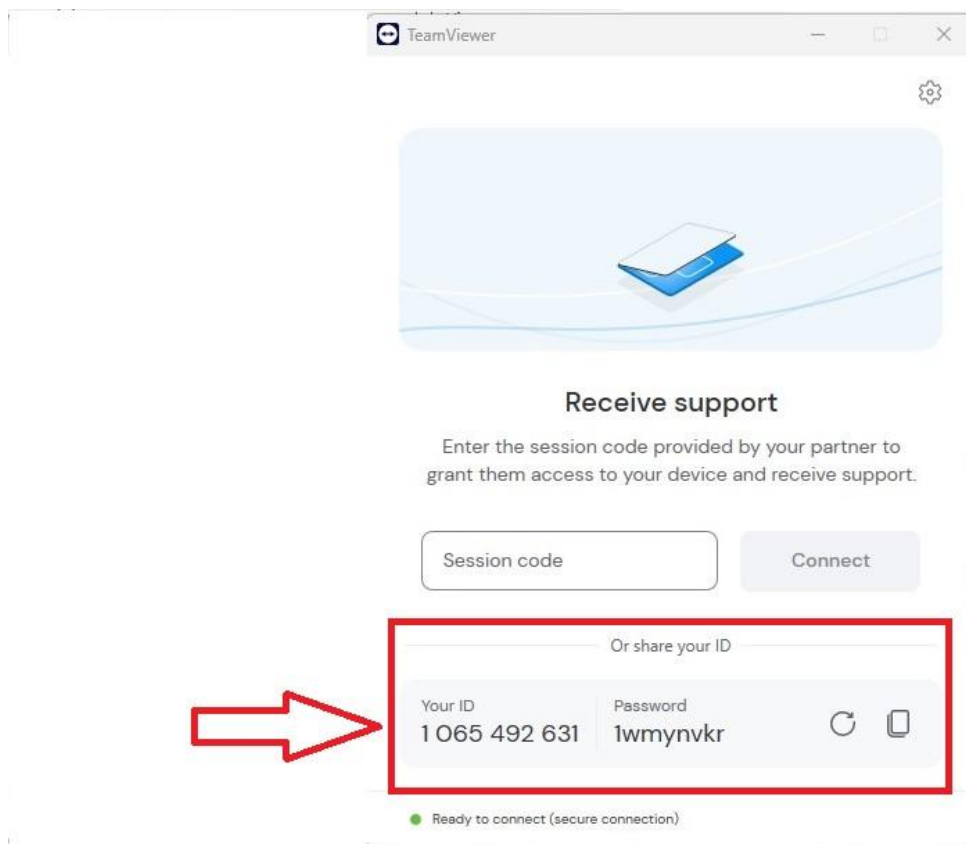 TeamViewer
Receive support
Enter the session code provided by your partner to
grant them access to your device and receive support.
Session code
Connect
Or share your ID
Your ID
Password
1 065 492 631
1wmynvkr
Ready to connect (secure connection)